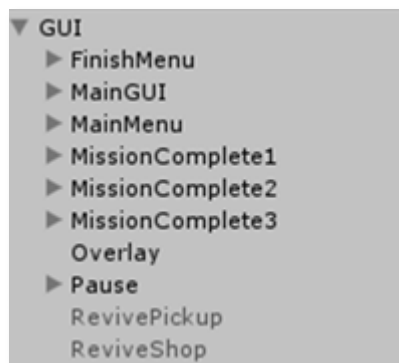 GUI
FinishMenu
MainGUI
MainMenu
MissionComplete1
MissionComplete2
MissionComplete3
Overlay
Pause
RevivePickup
ReviveShop